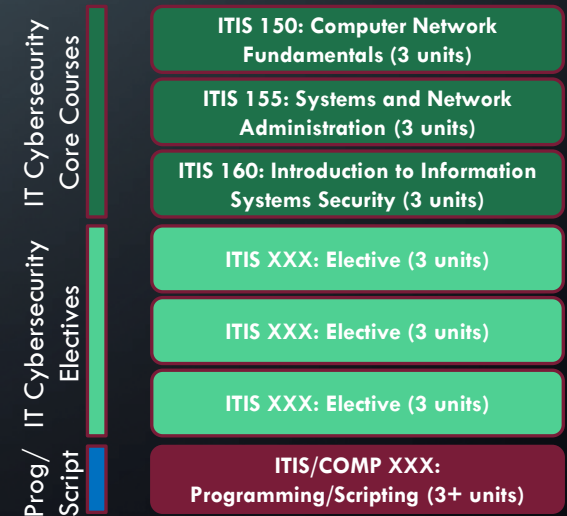 IT Cybersecurity
Core Courses
ITIS 150: Computer Network
Fundamentals (3 units)
ITIS 155: Systems and Network
Administration (3 units)
ITIS 160: Introduction to Information
Systems Security (3 units)
IT Cybersecurity
Electives
ITIS XXX: Elective (3 units)
ITIS XXX: Elective (3 units)
ITIS XXX: Elective (3 units)
Prog/
Script
ITIS/COMP XXX:
Programming/Scripting (3+ units)